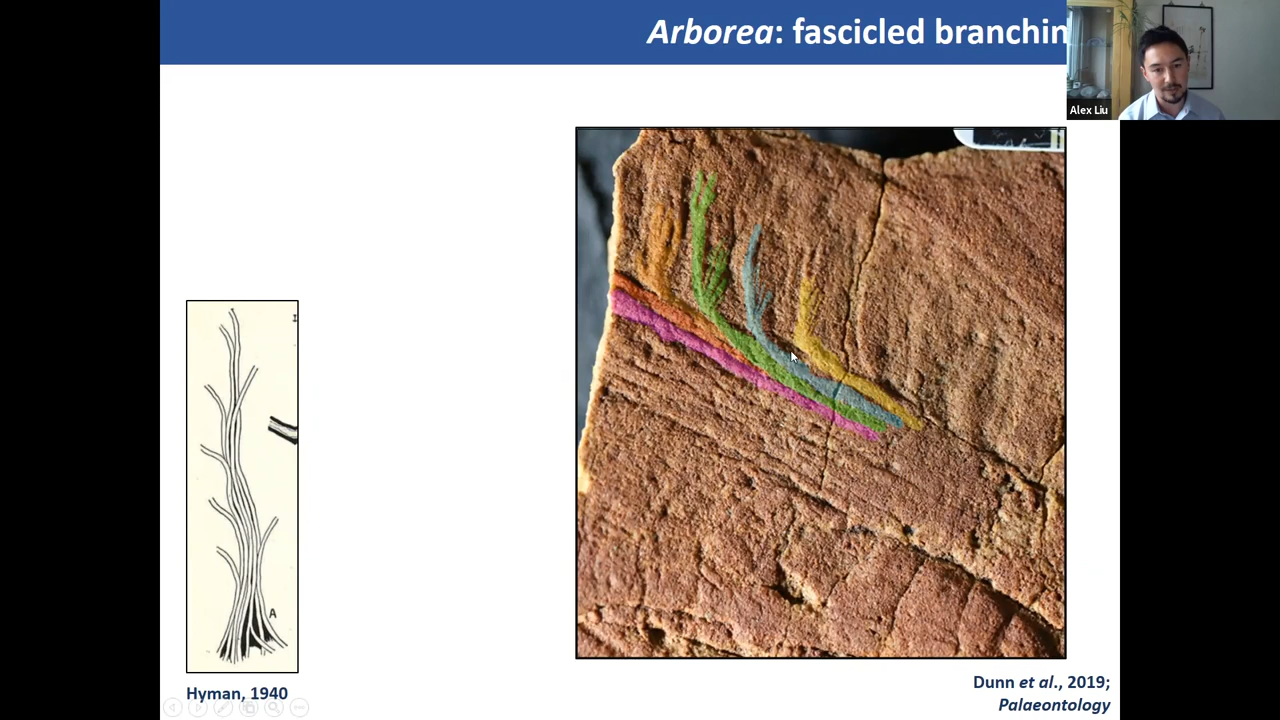 Arborea: fascicled branchin
Alex Liu
I
A
Hyman, 1940
Dunn et al., 2019;
Palaeontology